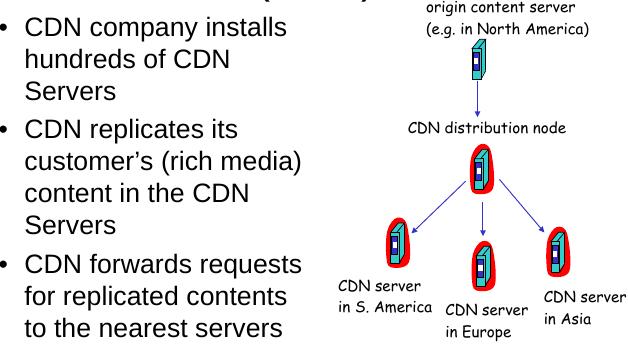 • CDN company installs
hundreds of CDN
Servers
• CDN replicates its
customer's (rich media)
content in the CDN
Servers
• CDN forwards requests
for replicated contents
to the nearest servers
origin content server
(e.g. in North America)
CDN distribution node
CDN server
in S. America
CDN server
in Europe
CDN server
in Asia